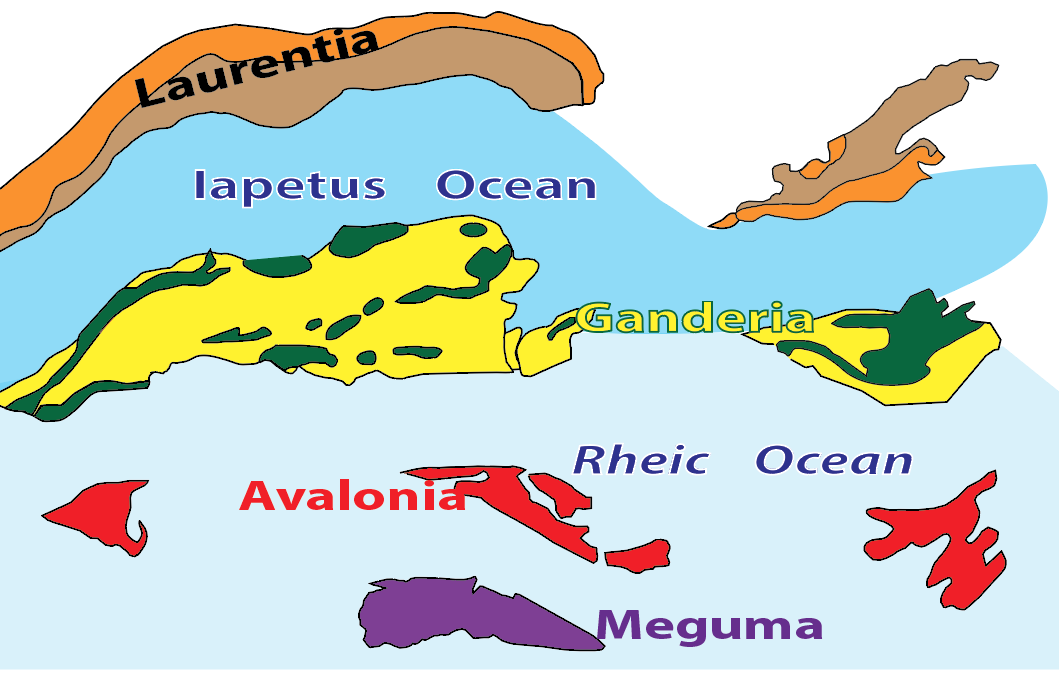 Laurentia
Iapetus Ocean
Ganderia
Rheic Ocean
Avalonia
Meguma